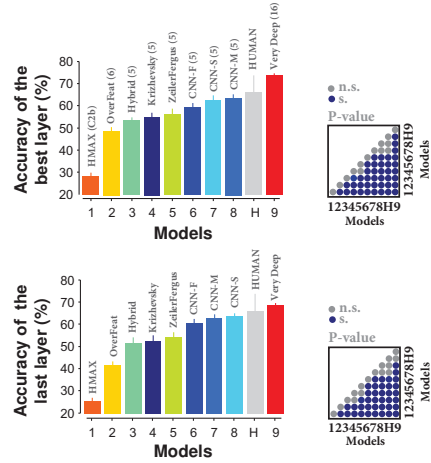 Accuracy of the
best layer (%)
80
70
60
50
40
30
20
HMAX (C2b)
OverFeat (6)
Hybrid (5)
Krizhevsky (5)
ZeilerFergus (5)
CNN-F (5)
CNN-S (5)
CNN-M (5)
HUMAN
Very Deep (16)
1 2 3 4 5 6 7 8 H 9
Models
n.s.
s.
P-value
12345678H9
Models
12345678H9
Models
Accuracy of the
last layer (%)
80
70
60
50
40
30
20
HMAX
OverFeat
Hybrid
Krizhevsky
ZeilerFergus
CNN-F
CNN-M
CNN-S
HUMAN
Very Deep
1 2 3 4 5 6 7 8 H 9
Models
n.s.
s.
P-value
12345678H9
Models
12345678H9
Models